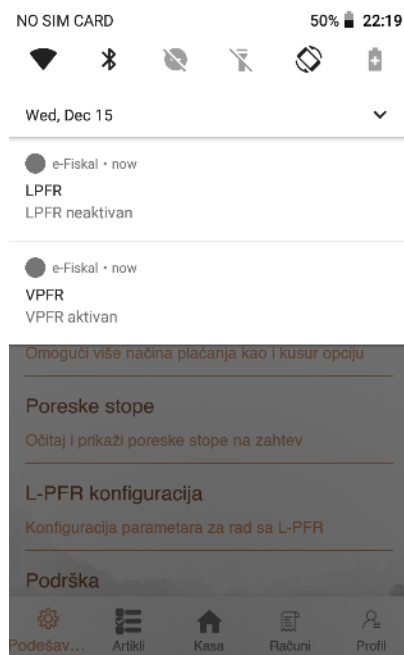 NO SIM CARD 50% 22:19
Wed, Dec 15
e-Fiskal • now
LPFR
LPFR neaktivan
e-Fiskal • now
VPFR
VPFR aktivan
Omogući više načina plaćanja kao i kusur opciju
Poreske stope
Očitaj i prikaži poreske stope na zahtev
L-PFR konfiguracija
Konfiguracija parametara za rad sa L-PFR
Podrška
Podešav... Artikli Kasa Računi Profil